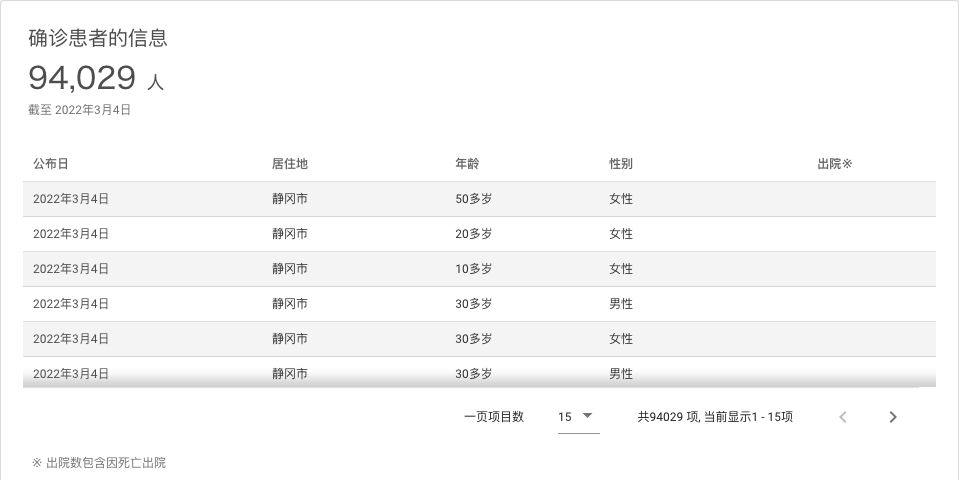 确诊患者的信息
94,029 人
截至 2022年3月4日
公布日 居住地 年龄 性别 出院※
2022年3月4日 静冈市 50多岁 女性
2022年3月4日 静冈市 20多岁 女性
2022年3月4日 静冈市 10多岁 女性
2022年3月4日 静冈市 30多岁 男性
2022年3月4日 静冈市 30多岁 女性
2022年3月4日 静冈市 30多岁 男性
一页项目数 15 共94029 项, 当前显示1 - 15项
※ 出院数包含因死亡出院